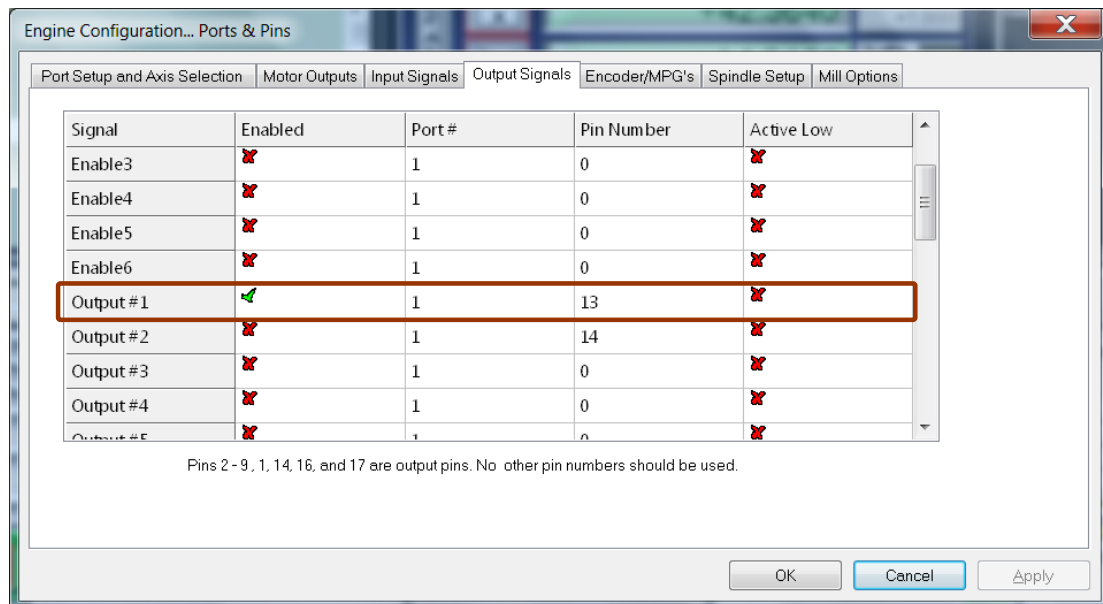 Engine Configuration... Ports & Pins
X
Port Setup and Axis Selection Motor Outputs Input Signals Output Signals Encoder/MPG's Spindle Setup Mill Options
Signal Enabled Port # Pin Number Active Low
Enable3 1 0
Enable4 1 0
Enable5 1 0
Enable6 1 0
Output #1 1 13
Output #2 1 14
Output #3 1 0
Output #4 1 0
Output #5 1 0
Pins 2 - 9 , 1, 14, 16, and 17 are output pins. No other pin numbers should be used.
OK Cancel Apply